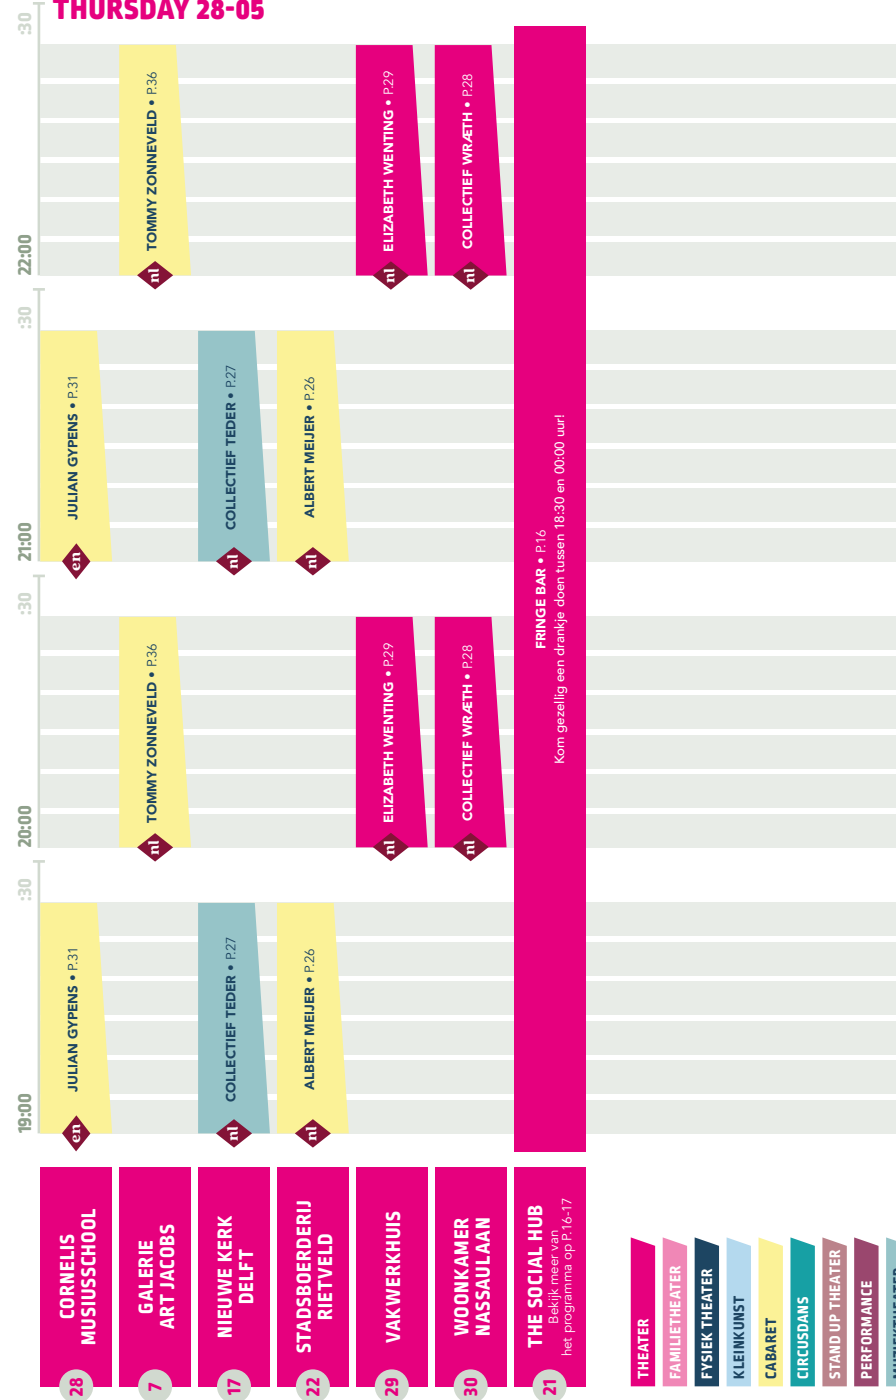 THURSDAY 28-05
19:00
:30
20:00
:30
21:00
:30
22:00
:30
28
CORNELIS
MUSIUSSCHOOL
en
JULIAN GYPENS • P.31
en
JULIAN GYPENS • P.31
7
GALERIE
ART JACOBS
nl
TOMMY ZONNEVELD • P.36
nl
TOMMY ZONNEVELD • P.36
17
NIEUWE KERK
DELFT
nl
COLLECTIEF TEDER • P.27
nl
COLLECTIEF TEDER • P.27
22
STADSBOERDERIJ
RIETVELD
nl
ALBERT MEIJER • P.26
nl
ALBERT MEIJER • P.26
29
VAKWERKHUIS
nl
ELIZABETH WENTING • P.29
nl
ELIZABETH WENTING • P.29
30
WOONKAMER
NASSAULAAN
nl
COLLECTIEF WRÆTH • P.28
nl
COLLECTIEF WRÆTH • P.28
21
THE SOCIAL HUB
Bekijk meer van
het programma op P.16-17
FRINGE BAR • P.16
Kom gezellig een drankje doen tussen 18:30 en 00:00 uur!
THEATER
FAMILIETHEATER
FYSIEK THEATER
KLEINKUNST
CABARET
CIRCUSDANS
STAND UP THEATER
PERFORMANCE